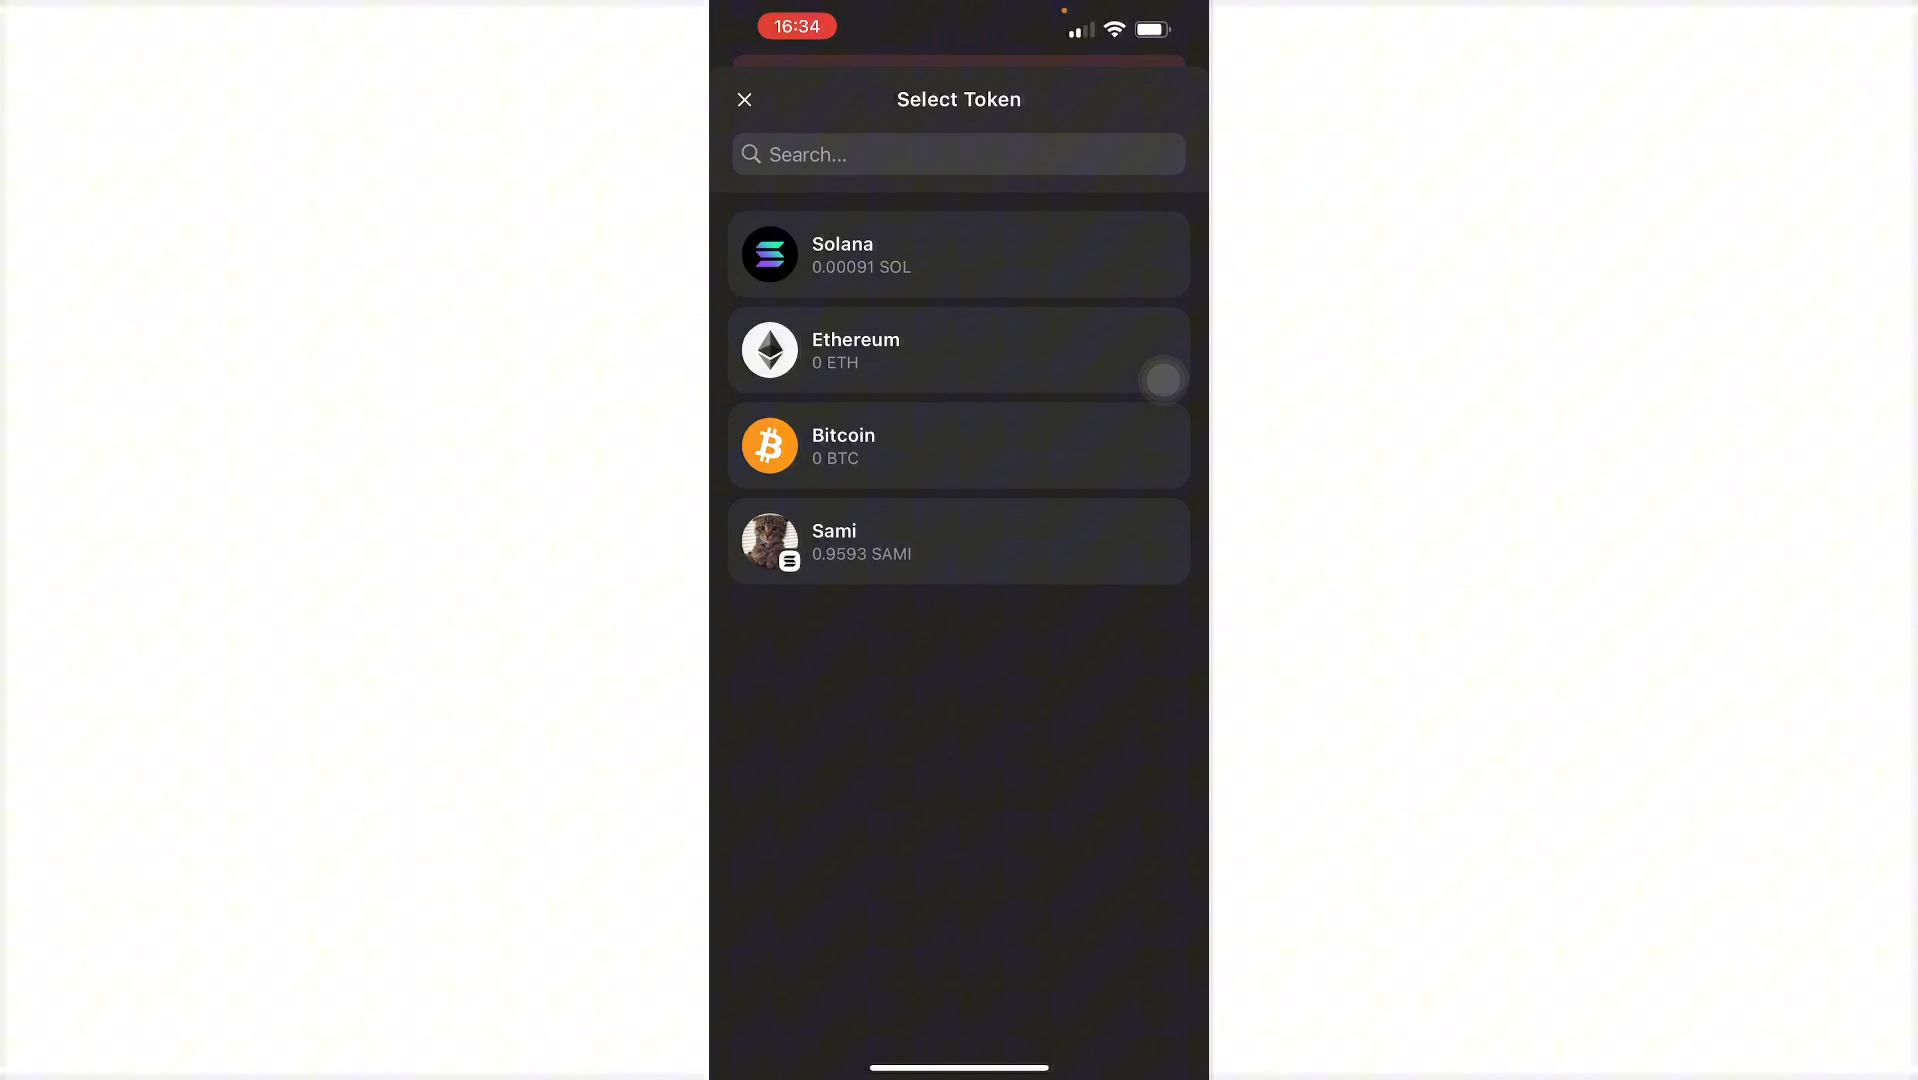 16:34
Select Token
Search...
Solana
0.00091 SOL
Ethereum
0 ETH
Bitcoin
0 BTC
Sami
0.9593 SAMI